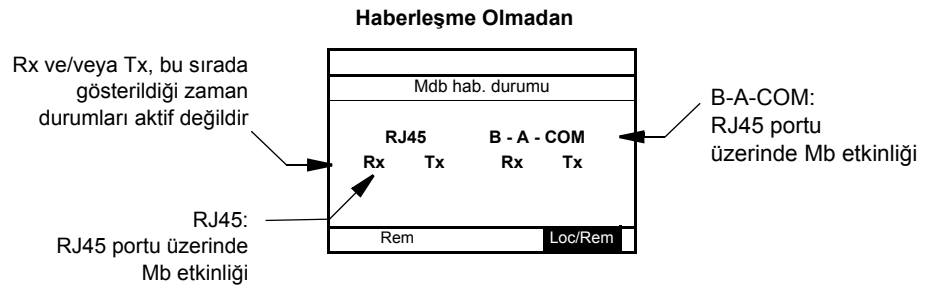 Haberleşme Olmadan
Rx ve/veya Tx, bu sırada
gösterildiği zaman
durumları aktif değildir
Mdb hab. durumu
RJ45 B - A - COM
Rx Tx Rx Tx
Rem Loc/Rem
B-A-COM:
RJ45 portu
üzerinde Mb etkinliği
RJ45:
RJ45 portu üzerinde
Mb etkinliği